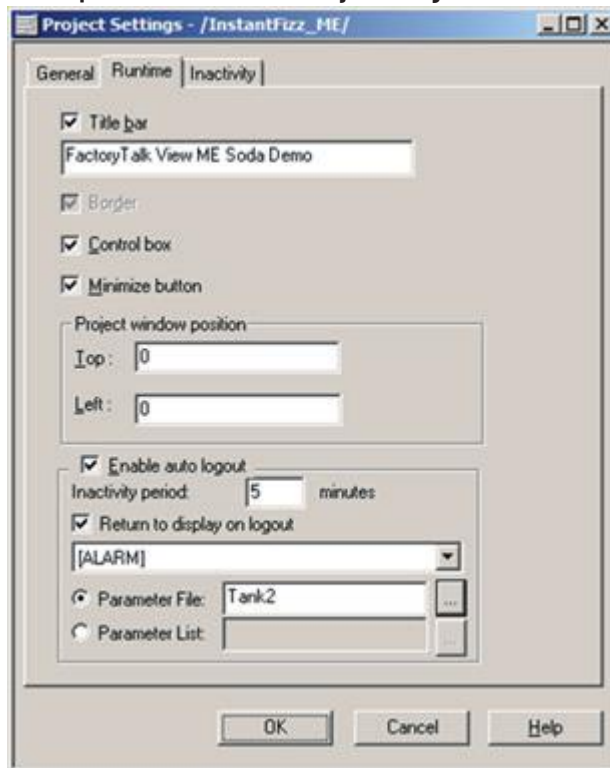 Project Settings - /InstantFizz_ME/
General Runtime Inactivity
Title bar
FactoryTalk View ME Soda Demo
Border
Control box
Minimize button
Project window position
Top : 0
Left : 0
Enable auto logout
Inactivity period: 5 minutes
Return to display on logout
[ALARM]
Parameter File: Tank2 ...
Parameter List: ...
OK Cancel Help